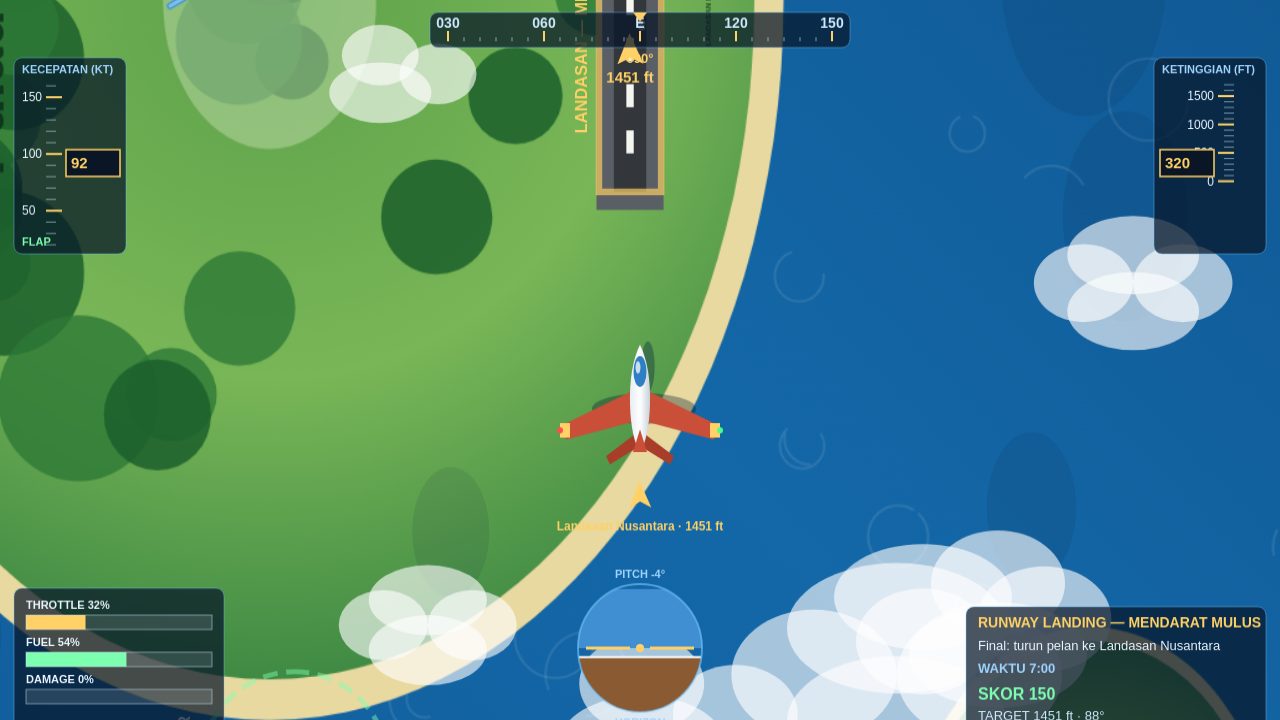 030 060 E 120 150
1451 ft
KECEPATAN (KT)
150
100
92
50
FLAP
KETINGGIAN (FT)
1500
1000
320
0
Landasan Nusantara · 1451 ft
PITCH -4°
THROTTLE 32%
FUEL 54%
DAMAGE 0%
RUNWAY LANDING — MENDARAT MULUS
Final: turun pelan ke Landasan Nusantara
WAKTU 7:00
SKOR 150
TARGET 1451 ft · 88°
LANDASAN